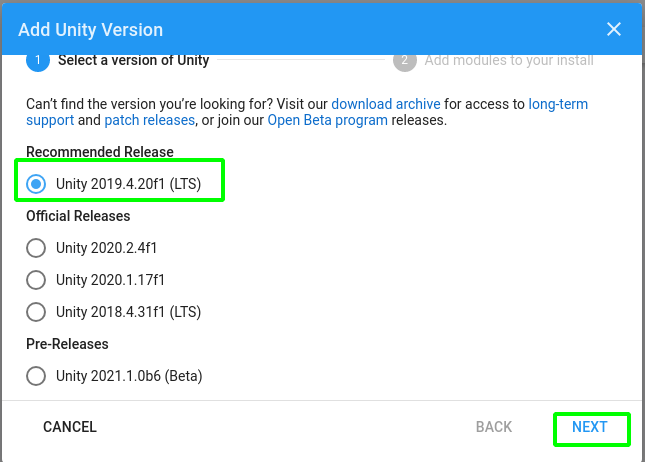 Add Unity Version
1 Select a version of Unity 2 Add modules to your install
Can't find the version you're looking for? Visit our download archive for access to long-term
support and patch releases, or join our Open Beta program releases.
Recommended Release
Unity 2019.4.20f1 (LTS)
Official Releases
Unity 2020.2.4f1
Unity 2020.1.17f1
Unity 2018.4.31f1 (LTS)
Pre-Releases
Unity 2021.1.0b6 (Beta)
CANCEL BACK NEXT